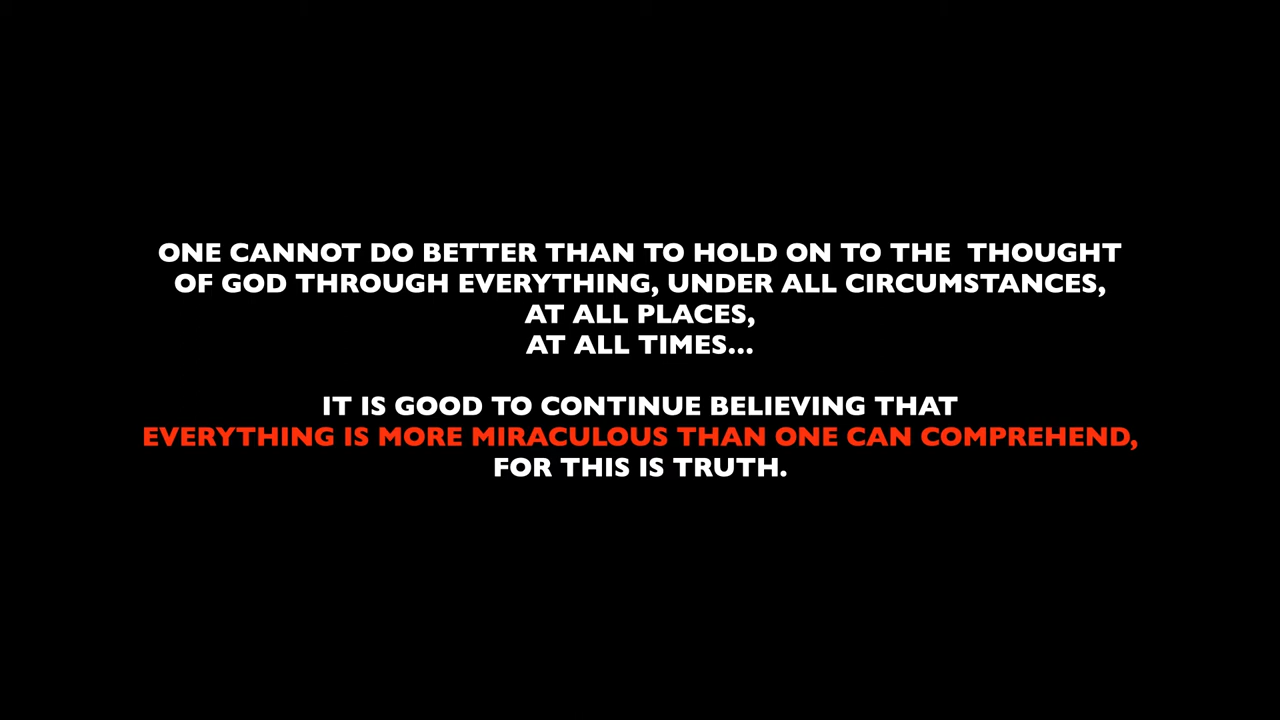 ONE CANNOT DO BETTER THAN TO HOLD ON TO THE  THOUGHT
OF GOD THROUGH EVERYTHING, UNDER ALL CIRCUMSTANCES,
AT ALL PLACES,
AT ALL TIMES...
IT IS GOOD TO CONTINUE BELIEVING THAT
EVERYTHING IS MORE MIRACULOUS THAN ONE CAN COMPREHEND,
FOR THIS IS TRUTH.